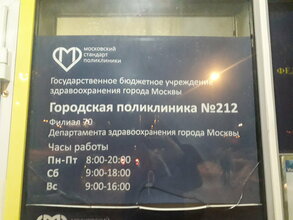 московский
стандарт
поликлиники
Государственное бюджетное учреждение
здравоохранения города Москвы
Городская поликлиника №212
Филиал
Департамента здравоохранения города Москвы
Часы работы
Пн-Пт 8:00-20:00
Сб 9:00-18:00
Вс 9:00-16:00